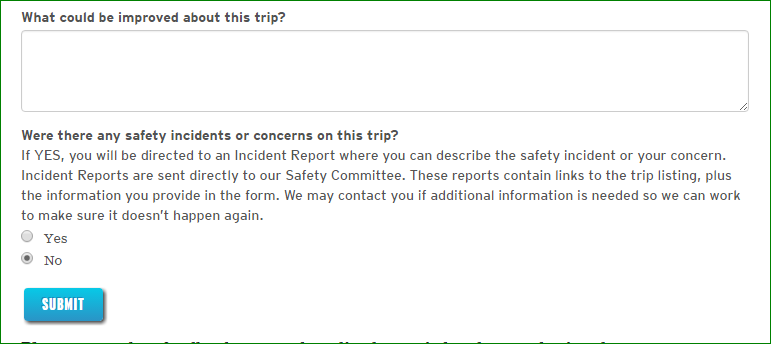 What could be improved about this trip?
Were there any safety incidents or concerns on this trip?
If YES, you will be directed to an Incident Report where you can describe the safety incident or your concern.
Incident Reports are sent directly to our Safety Committee. These reports contain links to the trip listing, plus
the information you provide in the form. We may contact you if additional information is needed so we can work
to make sure it doesn't happen again.
Yes
No
SUBMIT